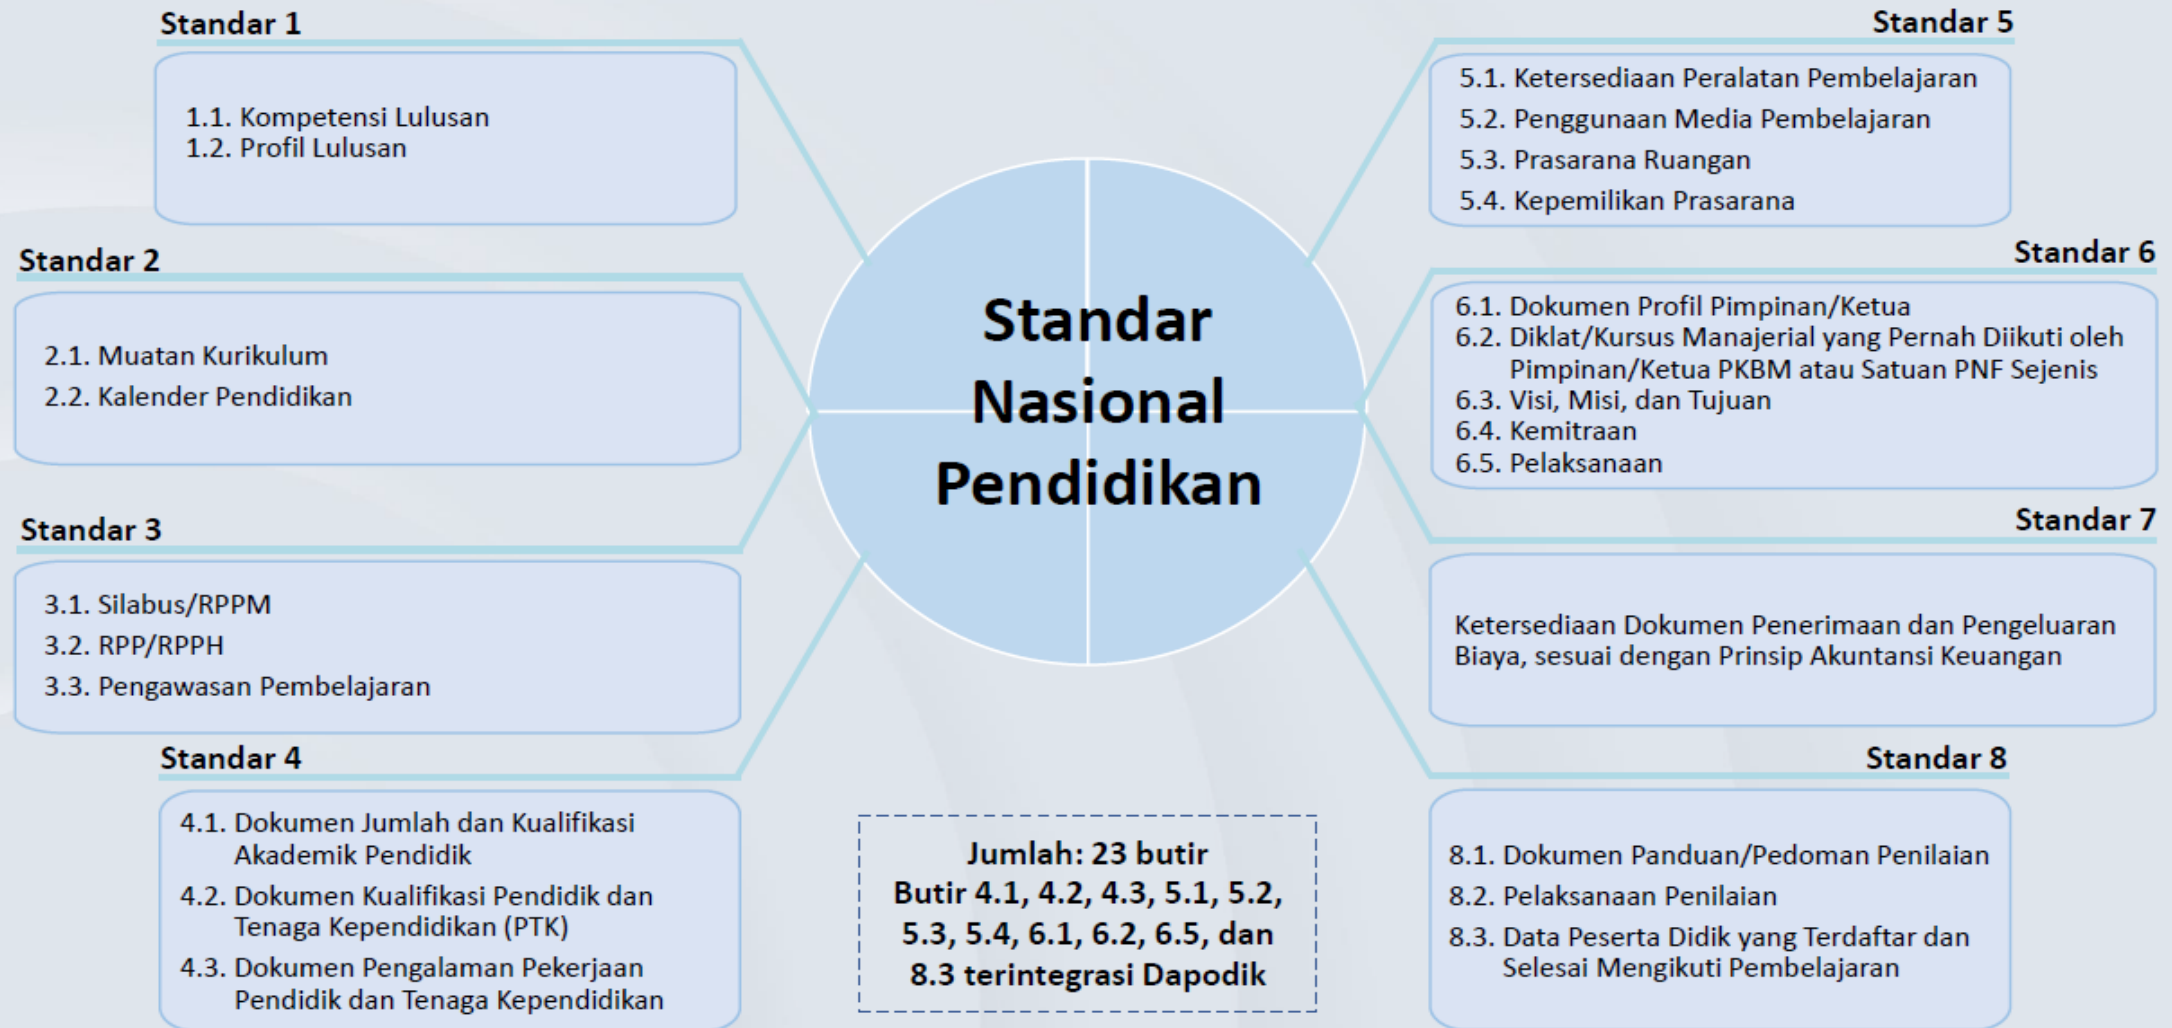 Standar 1
1.1. Kompetensi Lulusan
1.2. Profil Lulusan
Standar 2
2.1. Muatan Kurikulum
2.2. Kalender Pendidikan
Standar 3
3.1. Silabus/RPPM
3.2. RPP/RPPH
3.3. Pengawasan Pembelajaran
Standar 4
4.1. Dokumen Jumlah dan Kualifikasi
Akademik Pendidik
4.2. Dokumen Kualifikasi Pendidik dan
Tenaga Kependidikan (PTK)
4.3. Dokumen Pengalaman Pekerjaan
Pendidik dan Tenaga Kependidikan
Standar
Nasional
Pendidikan
Jumlah: 23 butir
Butir 4.1, 4.2, 4.3, 5.1, 5.2,
5.3, 5.4, 6.1, 6.2, 6.5, dan
8.3 terintegrasi Dapodik
Standar 5
5.1. Ketersediaan Peralatan Pembelajaran
5.2. Penggunaan Media Pembelajaran
5.3. Prasarana Ruangan
5.4. Kepemilikan Prasarana
Standar 6
6.1. Dokumen Profil Pimpinan/Ketua
6.2. Diklat/Kursus Manajerial yang Pernah Diikuti oleh
Pimpinan/Ketua PKBM atau Satuan PNF Sejenis
6.3. Visi, Misi, dan Tujuan
6.4. Kemitraan
6.5. Pelaksanaan
Standar 7
Ketersediaan Dokumen Penerimaan dan Pengeluaran
Biaya, sesuai dengan Prinsip Akuntansi Keuangan
Standar 8
8.1. Dokumen Panduan/Pedoman Penilaian
8.2. Pelaksanaan Penilaian
8.3. Data Peserta Didik yang Terdaftar dan
Selesai Mengikuti Pembelajaran